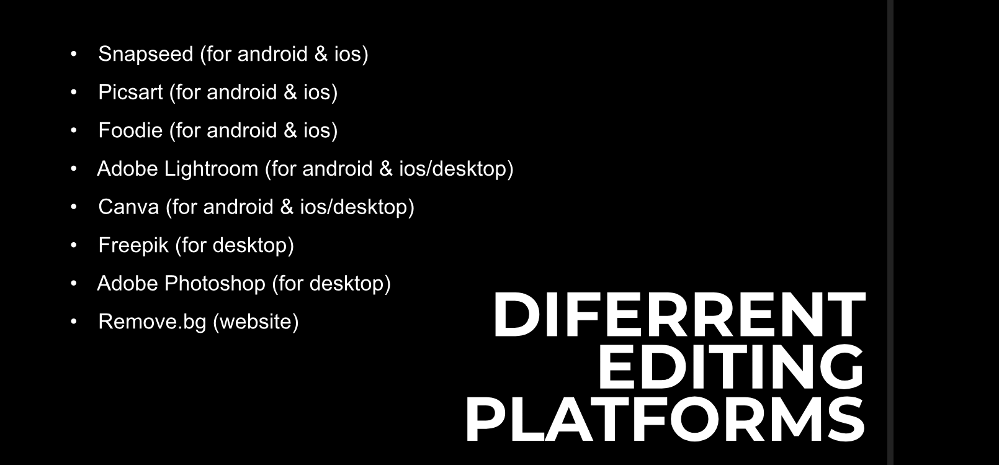 • Snapseed (for android & ios)
• Picsart (for android & ios)
• Foodie (for android & ios)
• Adobe Lightroom (for android & ios/desktop)
• Canva (for android & ios/desktop)
• Freepik (for desktop)
• Adobe Photoshop (for desktop)
• Remove.bg (website)
DIFERRENT
EDITING
PLATFORMS